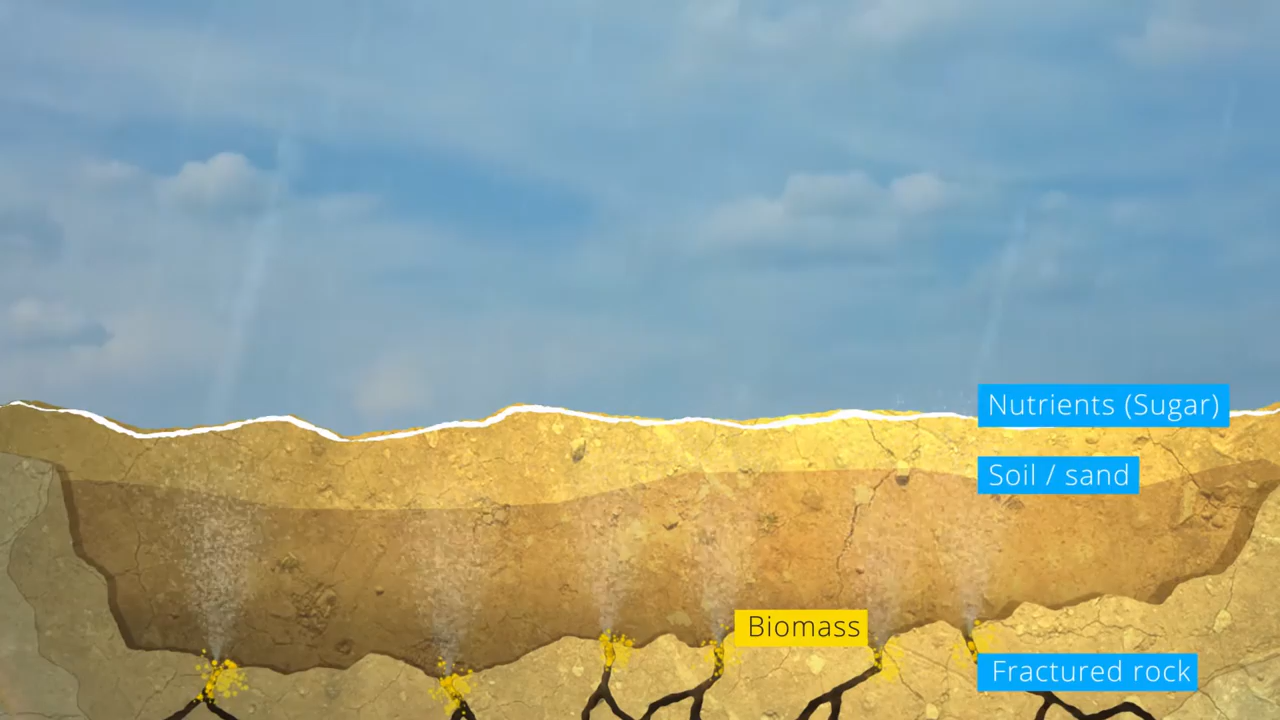 Nutrients (Sugar)
Soil / sand
Biomass
Fractured rock